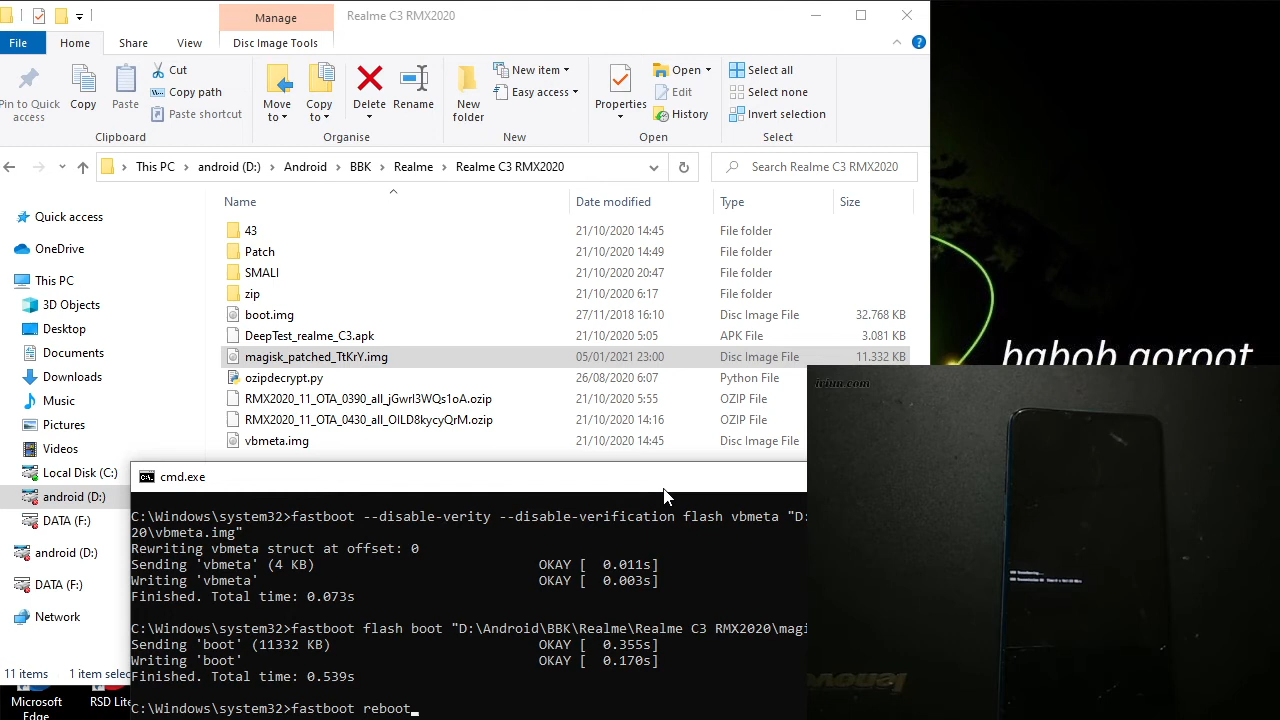 Manage
Realme C3 RMX2020
File
Home
Share
View
Disc Image Tools
Pin to Quick access
Copy
Paste
Cut
Copy path
Paste shortcut
Clipboard
Move to
Copy to
Delete
Rename
Organise
New folder
New item
Easy access
New
Properties
Open
Edit
History
Open
Select all
Select none
Invert selection
Select
This PC
android (D:)
Android
BBK
Realme
Realme C3 RMX2020
Search Realme C3 RMX2020
Name
Date modified
Type
Size
Quick access
OneDrive
This PC
3D Objects
Desktop
Documents
Downloads
Music
Pictures
Videos
Local Disk (C:)
android (D:)
DATA (F:)
android (D:)
DATA (F:)
Network
43 21/10/2020 14:45 File folder
Patch 21/10/2020 14:49 File folder
SMALI 21/10/2020 20:47 File folder
zip 21/10/2020 6:17 File folder
boot.img 27/11/2018 16:10 Disc Image File 32.768 KB
DeepTest_realme_C3.apk 21/10/2020 5:05 APK File 3.081 KB
magisk_patched_TtKrY.img 05/01/2021 23:00 Disc Image File 11.332 KB
ozipdecrypt.py 26/08/2020 6:07 Python File
RMX2020_11_OTA_0390_all_jGwrl3WQs1oA.ozip 21/10/2020 5:55 OZIP File
RMX2020_11_OTA_0430_all_OILD8kycyQrM.ozip 21/10/2020 14:16 OZIP File
vbmeta.img 21/10/2020 14:45 Disc Image File
11 items
Microsoft Edge
babob goroot
cmd.exe
C:\Windows\system32>fastboot --disable-verity --disable-verification flash vbmeta "D:
20\vbmeta.img"
Rewriting vbmeta struct at offset: 0
Sending 'vbmeta' (4 KB) OKAY [ 0.011s]
Writing 'vbmeta' OKAY [ 0.003s]
Finished. Total time: 0.073s
C:\Windows\system32>fastboot flash boot "D:\Android\BBK\Realme\Realme C3 RMX2020\magi
Sending 'boot' (11332 KB) OKAY [ 0.355s]
Writing 'boot' OKAY [ 0.170s]
Finished. Total time: 0.539s
C:\Windows\system32>fastboot reboot